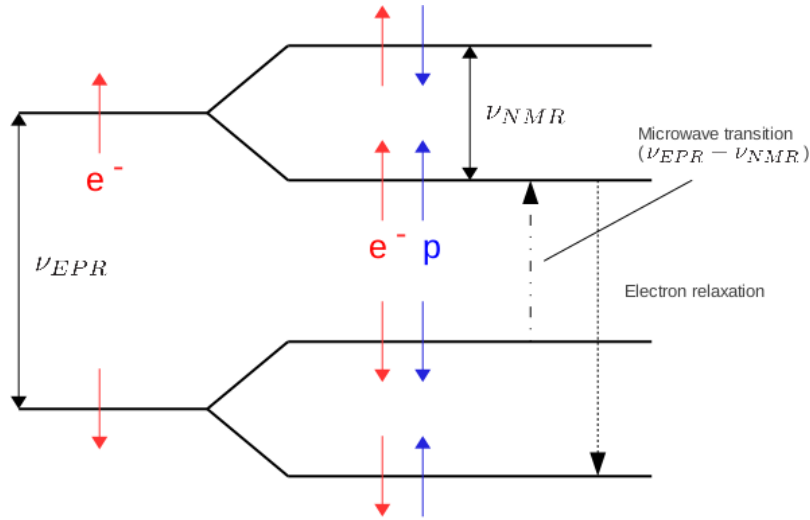 ν_NMR
Microwave transition
(ν_EPR − ν_NMR)
e⁻
e⁻ p
ν_EPR
Electron relaxation